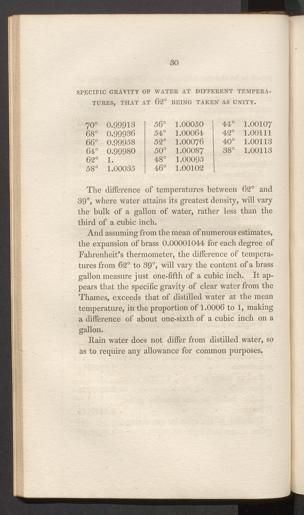 30
SPECIFIC GRAVITY OF WATER AT DIFFERENT TEMPERA-
TURES, THAT AT 62° BEING TAKEN AS UNITY.
70° 0.99913 56° 1.00050 44° 1.00107
68° 0.99936 54° 1.00064 42° 1.00111
66° 0.99958 52° 1.00076 40° 1.00113
64° 0.99980 50° 1.00087 38° 1.00113
62° 1. 48° 1.00095
58° 1.00035 46° 1.00102
The difference of temperatures between 62° and
39°, where water attains its greatest density, will vary
the bulk of a gallon of water, rather less than the
third of a cubic inch.
And assuming from the mean of numerous estimates,
the expansion of brass 0.00001044 for each degree of
Fahrenheit's thermometer, the difference of tempera-
tures from 62° to 39°, will vary the content of a brass
gallon measure just one-fifth of a cubic inch. It ap-
pears that the specific gravity of clear water from the
Thames, exceeds that of distilled water at the mean
temperature, in the proportion of 1.0006 to 1, making
a difference of about one-sixth of a cubic inch on a
gallon.
Rain water does not differ from distilled water, so
as to require any allowance for common purposes.